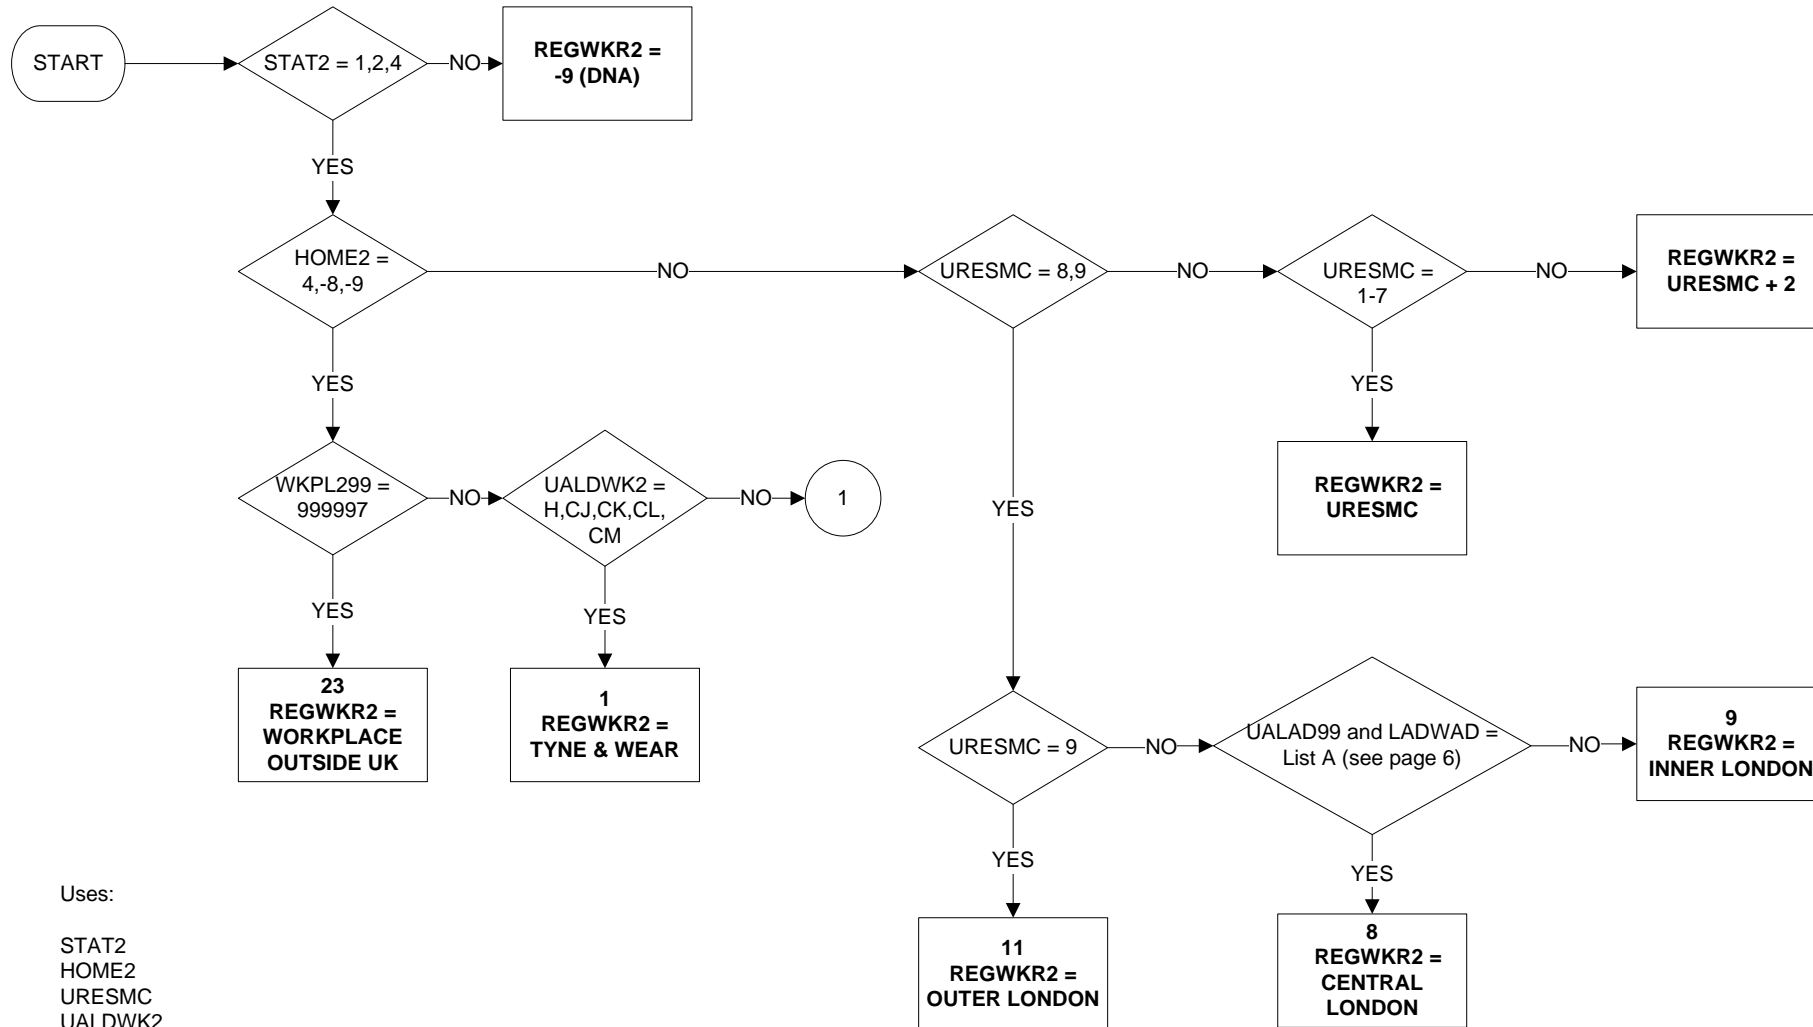 START
STAT2 = 1,2,4
NO
REGWKR2 =
-9 (DNA)
YES
HOME2 =
4,-8,-9
NO
URESMC = 8,9
NO
URESMC =
1-7
NO
REGWKR2 =
URESMC + 2
YES
YES
REGWKR2 =
URESMC
WKPL299 =
999997
NO
UALDWK2 =
H,CJ,CK,CL,
CM
NO
1
YES
YES
YES
23
REGWKR2 =
WORKPLACE
OUTSIDE UK
1
REGWKR2 =
TYNE & WEAR
URESMC = 9
NO
UALAD99 and LADWAD =
List A (see page 6)
NO
9
REGWKR2 =
INNER LONDON
YES
YES
11
REGWKR2 =
OUTER LONDON
8
REGWKR2 =
CENTRAL
LONDON
Uses:
STAT2
HOME2
URESMC
UALDWK2